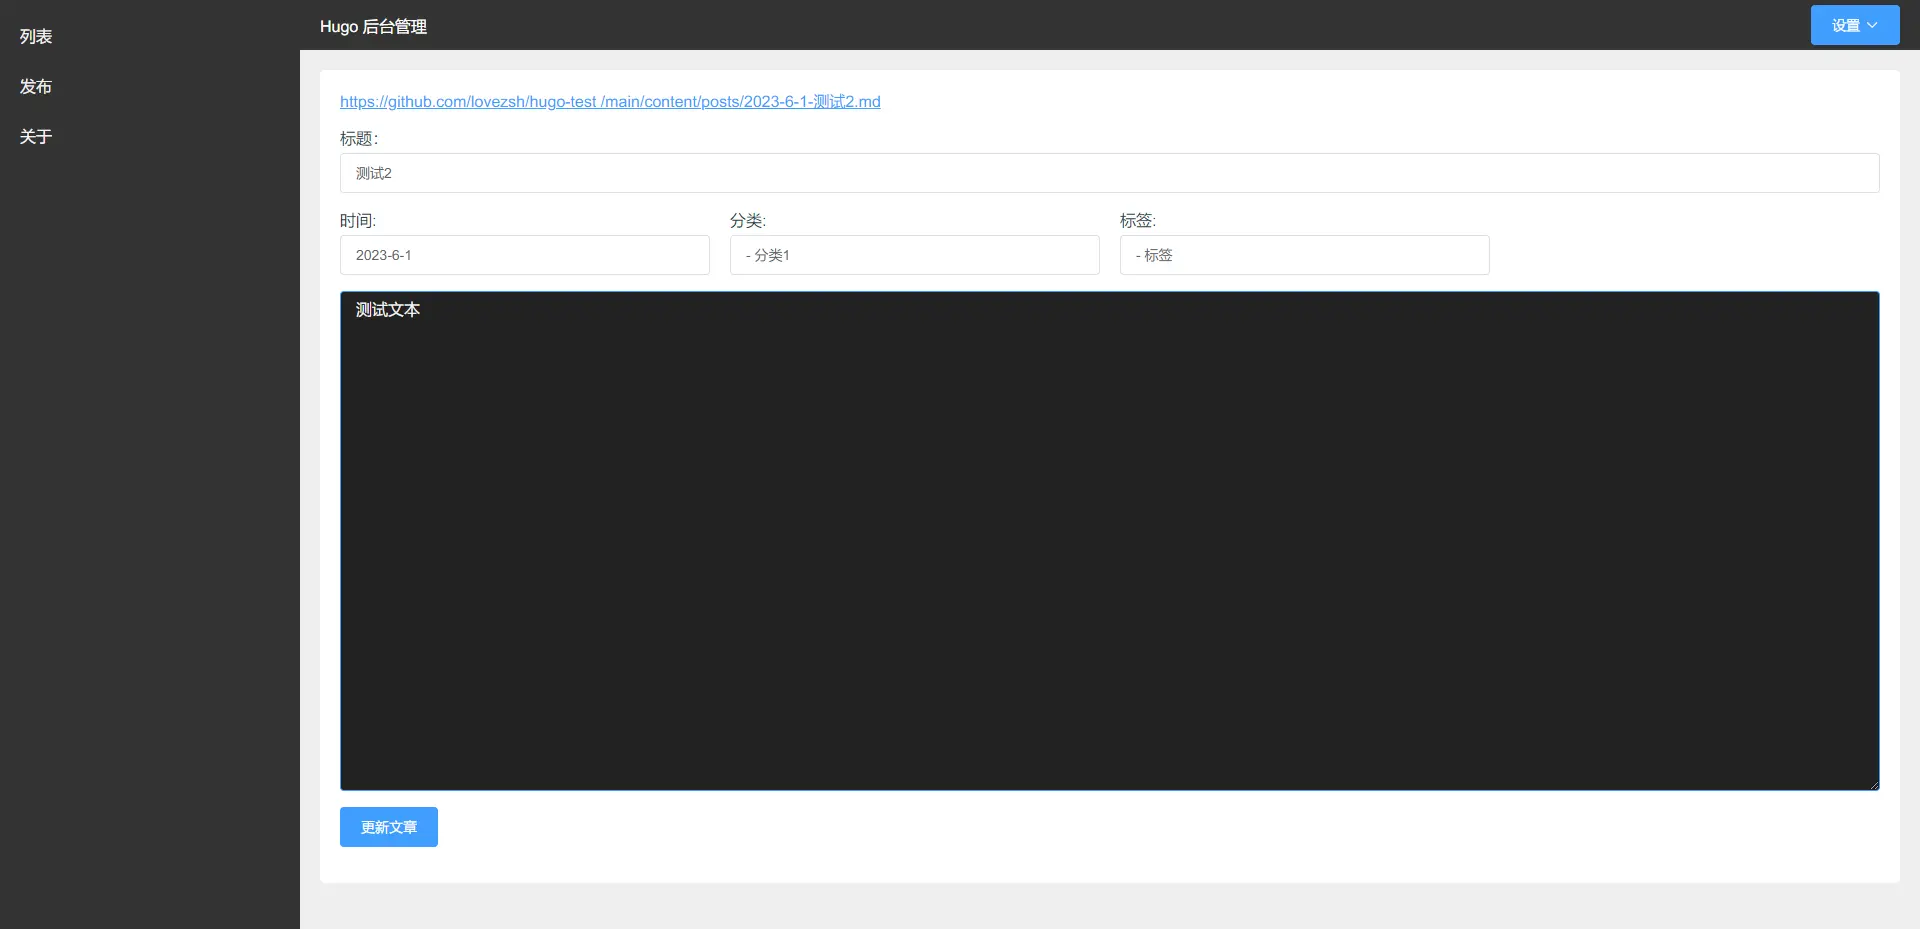 列表
发布
关于
Hugo 后台管理
设置
https://github.com/lovezsh/hugo-test /main/content/posts/2023-6-1-测试2.md
标题：
测试2
时间: 分类: 标签:
2023-6-1 - 分类1 - 标签
测试文本
更新文章